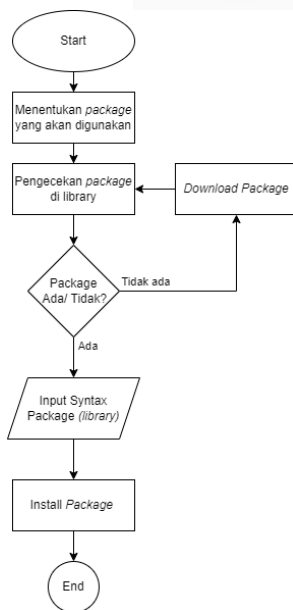 Start
Menentukan package
yang akan digunakan
Pengecekan package
di library
Download Package
Package
Ada/ Tidak?
Tidak ada
Ada
Input Syntax
Package (library)
Install Package
End